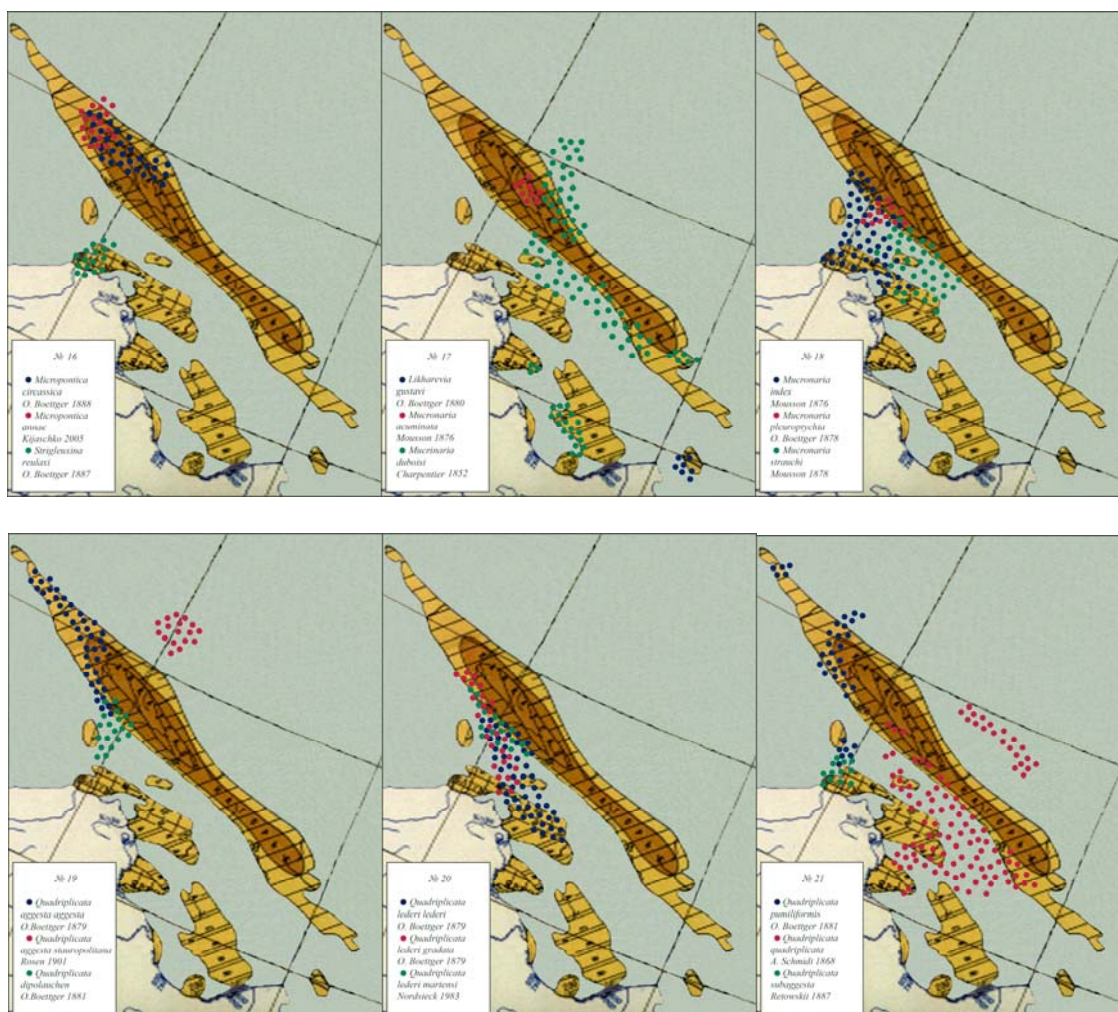 № 16
Micropontica
circassica
O. Boettger 1888
Micropontica
annae
Kijaschko 2005
Strigleuxina
reulaxi
O. Boettger 1887
№ 17
Likharevia
gustavi
O. Boettger 1880
Mucronaria
acuminata
Mousson 1876
Mucrinaria
duboisi
Charpentier 1852
№ 18
Mucronaria
index
Mousson 1876
Mucronaria
pleuroptychia
O. Boettger 1878
Mucronaria
strauchi
Mousson 1878
№ 19
Quadriplicata
aggesta aggesta
O.Boettger 1879
Quadriplicata
aggesta stauropolitana
Rosen 1901
Quadriplicata
dipolauchen
O.Boettger 1881
№ 20
Quadriplicata
lederi lederi
O. Boettger 1879
Quadriplicata
lederi gradata
O. Boettger 1879
Quadriplicata
lederi martensi
Nordsieck 1983
№ 21
Quadriplicata
pumiliformis
O. Boettger 1881
Quadriplicata
quadriplicata
A. Schmidt 1868
Quadriplicata
subaggesta
Retowskii 1887